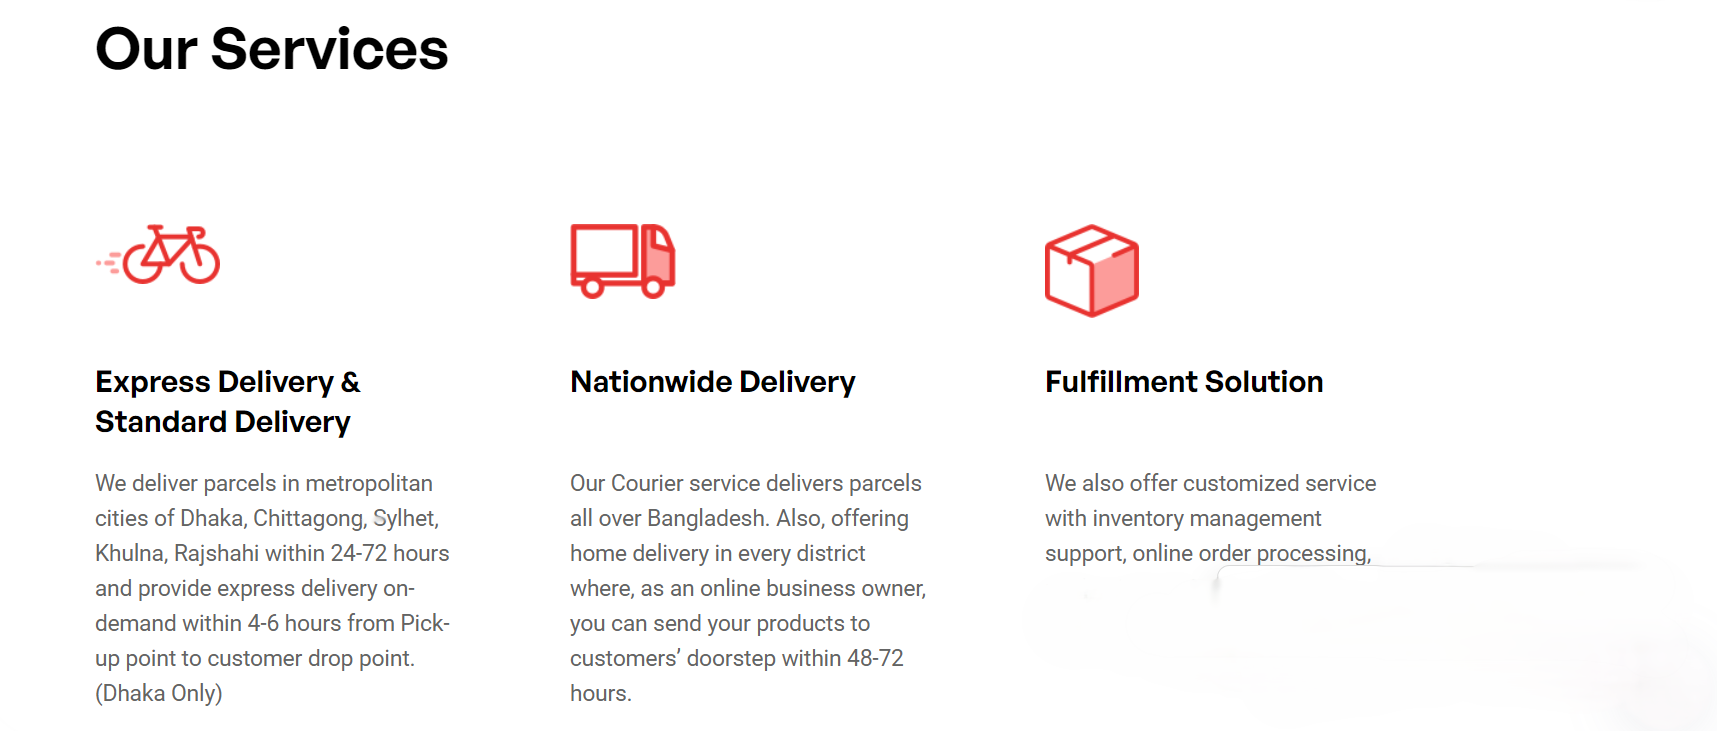 Our Services
Express Delivery &
Standard Delivery
We deliver parcels in metropolitan
cities of Dhaka, Chittagong, Sylhet,
Khulna, Rajshahi within 24-72 hours
and provide express delivery on-
demand within 4-6 hours from Pick-
up point to customer drop point.
(Dhaka Only)
Nationwide Delivery
Our Courier service delivers parcels
all over Bangladesh. Also, offering
home delivery in every district
where, as an online business owner,
you can send your products to
customers’ doorstep within 48-72
hours.
Fulfillment Solution
We also offer customized service
with inventory management
support, online order processing,